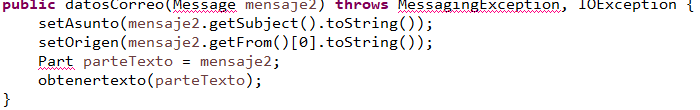 public datosCorreo(Message mensaje2) throws MessagingException, IOException {
setAsunto(mensaje2.getSubject().toString());
setOrigen(mensaje2.getFrom()[0].toString());
Part parteTexto = mensaje2;
obtenertexto(parteTexto);
}